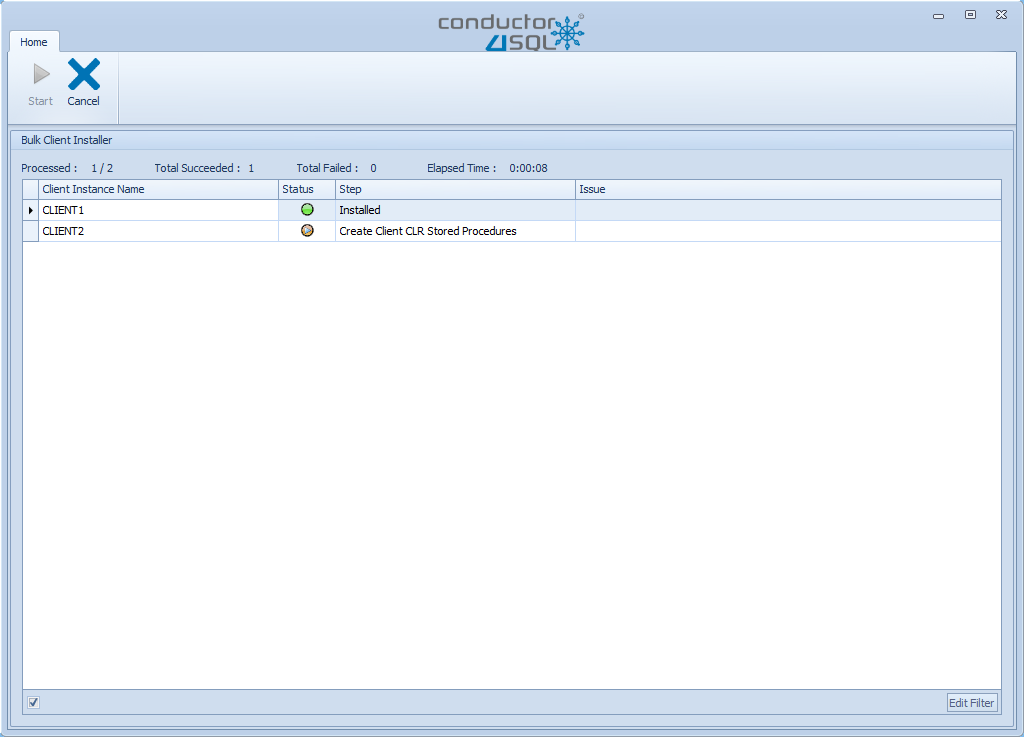 conductor
4SQL
Home
Start Cancel
Bulk Client Installer
Processed : 1 / 2 Total Succeeded : 1 Total Failed : 0 Elapsed Time : 0:00:08
Client Instance Name Status Step Issue
CLIENT1 Installed
CLIENT2 Create Client CLR Stored Procedures
Edit Filter